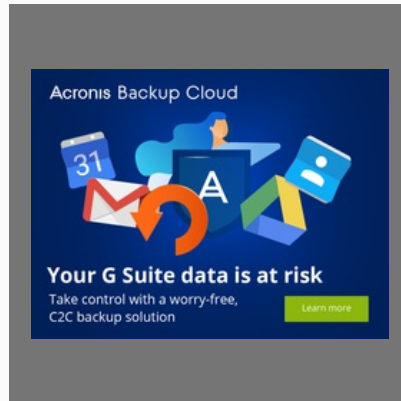 Acronis Backup Cloud
31
A
Your G Suite data is at risk
Take control with a worry-free,
C2C backup solution
Learn more